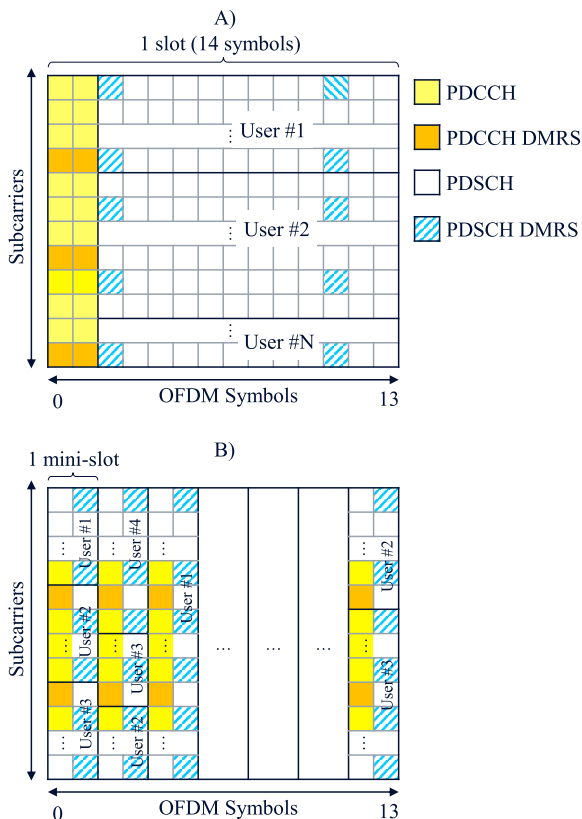 A)
1 slot (14 symbols)
Subcarriers
User #1
⋮
User #2
⋮
⋮
User #N
PDCCH
PDCCH DMRS
PDSCH
PDSCH DMRS
0
OFDM Symbols
13
B)
1 mini-slot
Subcarriers
User #1
User #2
User #3
User #4
User #3
User #2
User #1
... ... ...
User #2
User #3
0
OFDM Symbols
13